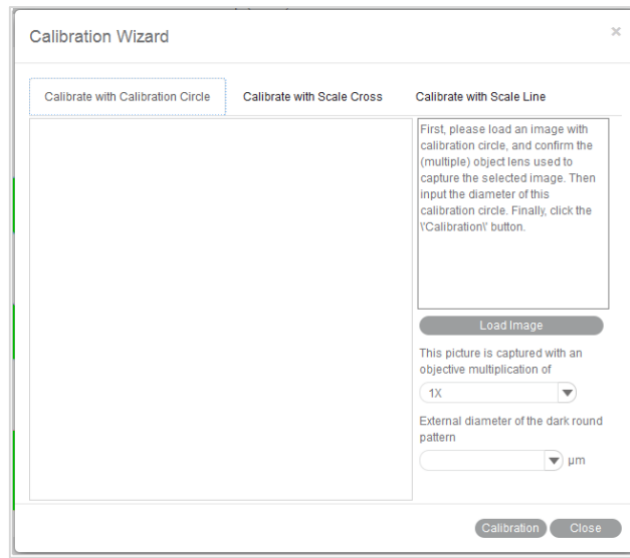 Calibration Wizard
×
Calibrate with Calibration Circle
Calibrate with Scale Cross
Calibrate with Scale Line
First, please load an image with
calibration circle, and confirm the
(multiple) object lens used to
capture the selected image. Then
input the diameter of this
calibration circle. Finally, click the
\'Calibration\' button.
Load Image
This picture is captured with an
objective multiplication of
1X
External diameter of the dark round
pattern
µm
Calibration
Close